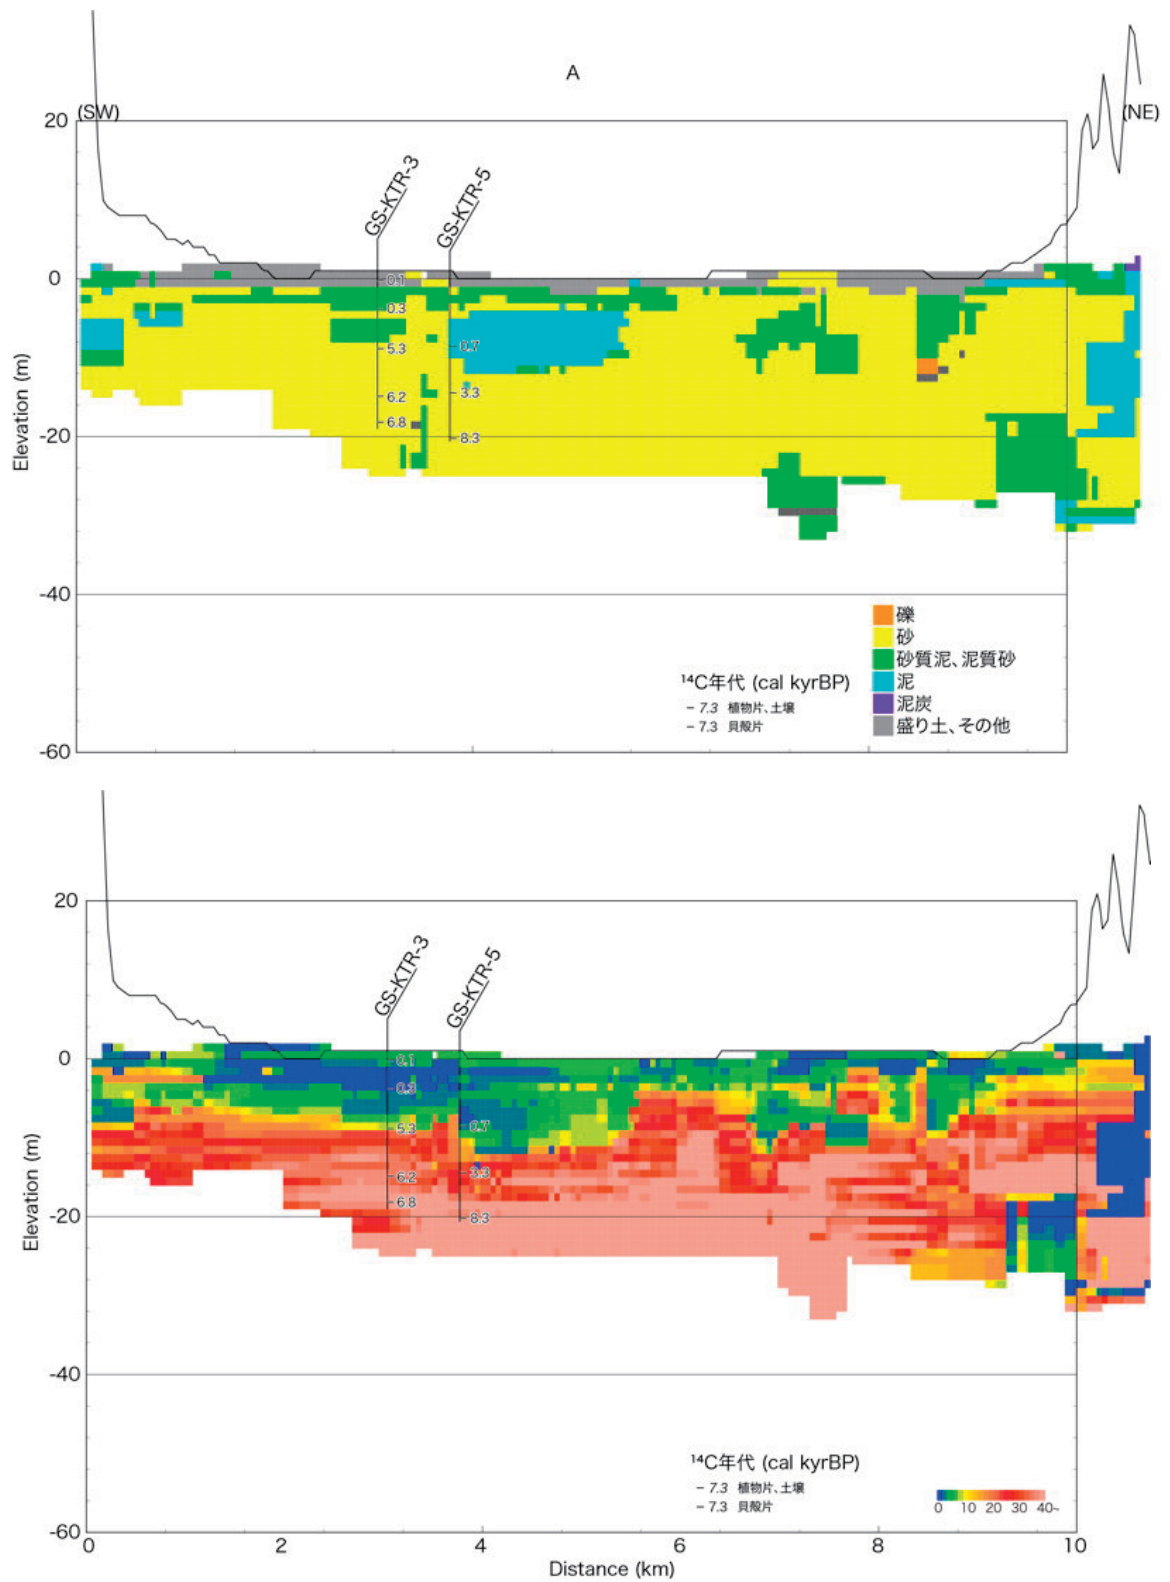 A
(SW)
(NE)
GS-KTR-3
GS-KTR-5
20
0
-20
-40
-60
Elevation (m)
0.1
0.3
5.3
6.2
6.8
0.7
3.3
8.3
礫
砂
砂質泥、泥質砂
泥
泥炭
盛り土、その他
¹⁴C年代 (cal kyrBP)
– 7.3 植物片、土壌
– 7.3 貝殻片
GS-KTR-3
GS-KTR-5
20
0
-20
-40
-60
Elevation (m)
0.1
0.3
5.3
6.2
6.8
0.7
3.3
8.3
¹⁴C年代 (cal kyrBP)
– 7.3 植物片、土壌
– 7.3 貝殻片
0 10 20 30 40~
0 2 4 6 8 10
Distance (km)